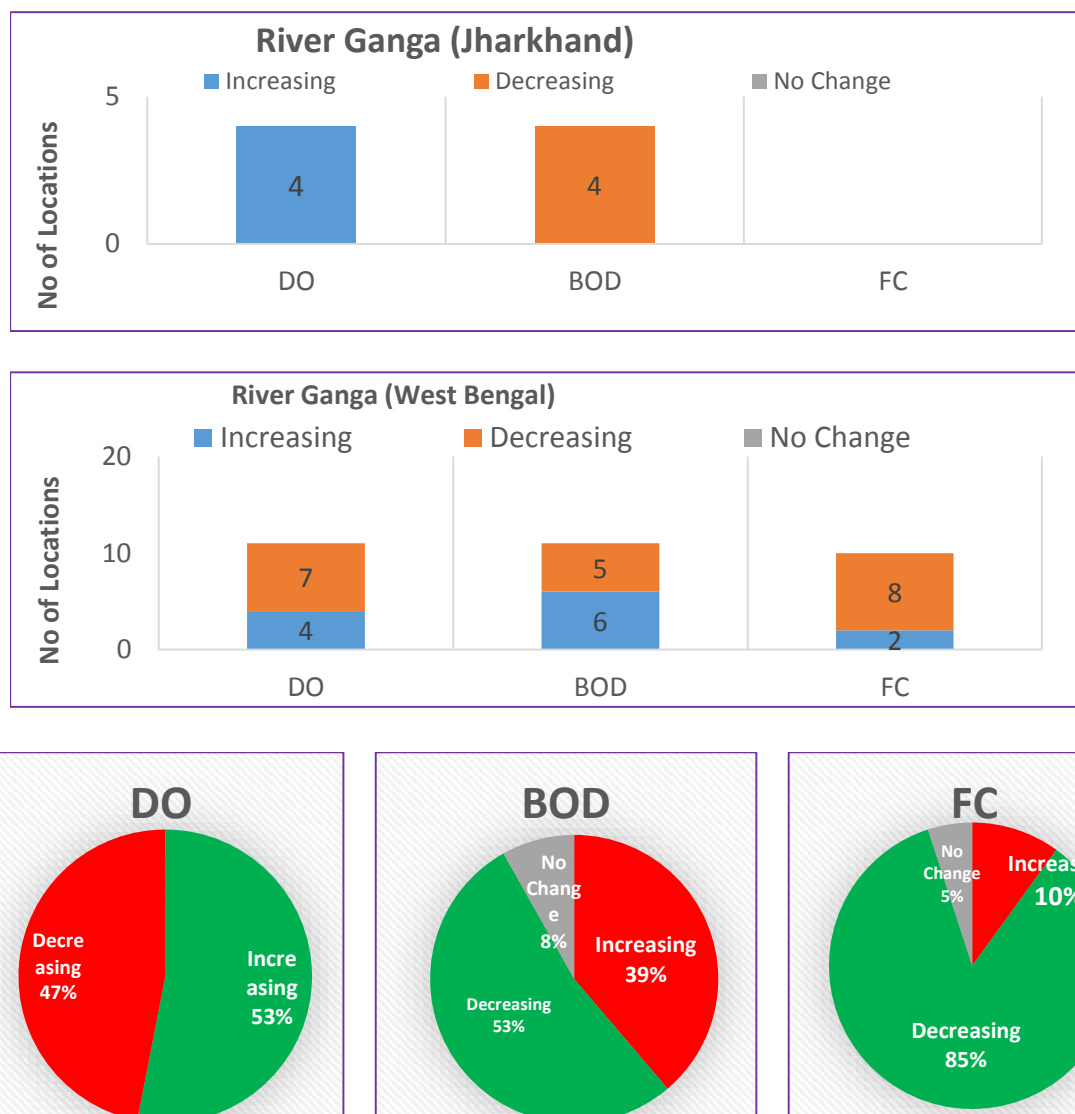 River Ganga (Jharkhand)
Increasing Decreasing No Change
No of Locations
5
0
4
4
DO BOD FC
River Ganga (West Bengal)
Increasing Decreasing No Change
No of Locations
20
10
0
7
4
5
6
8
2
DO BOD FC
DO
Decre
asing
47%
Incre
asing
53%
BOD
No
Chang
e
8%
Increasing
39%
Decreasing
53%
FC
No
Change
5%
Increas
10%
Decreasing
85%